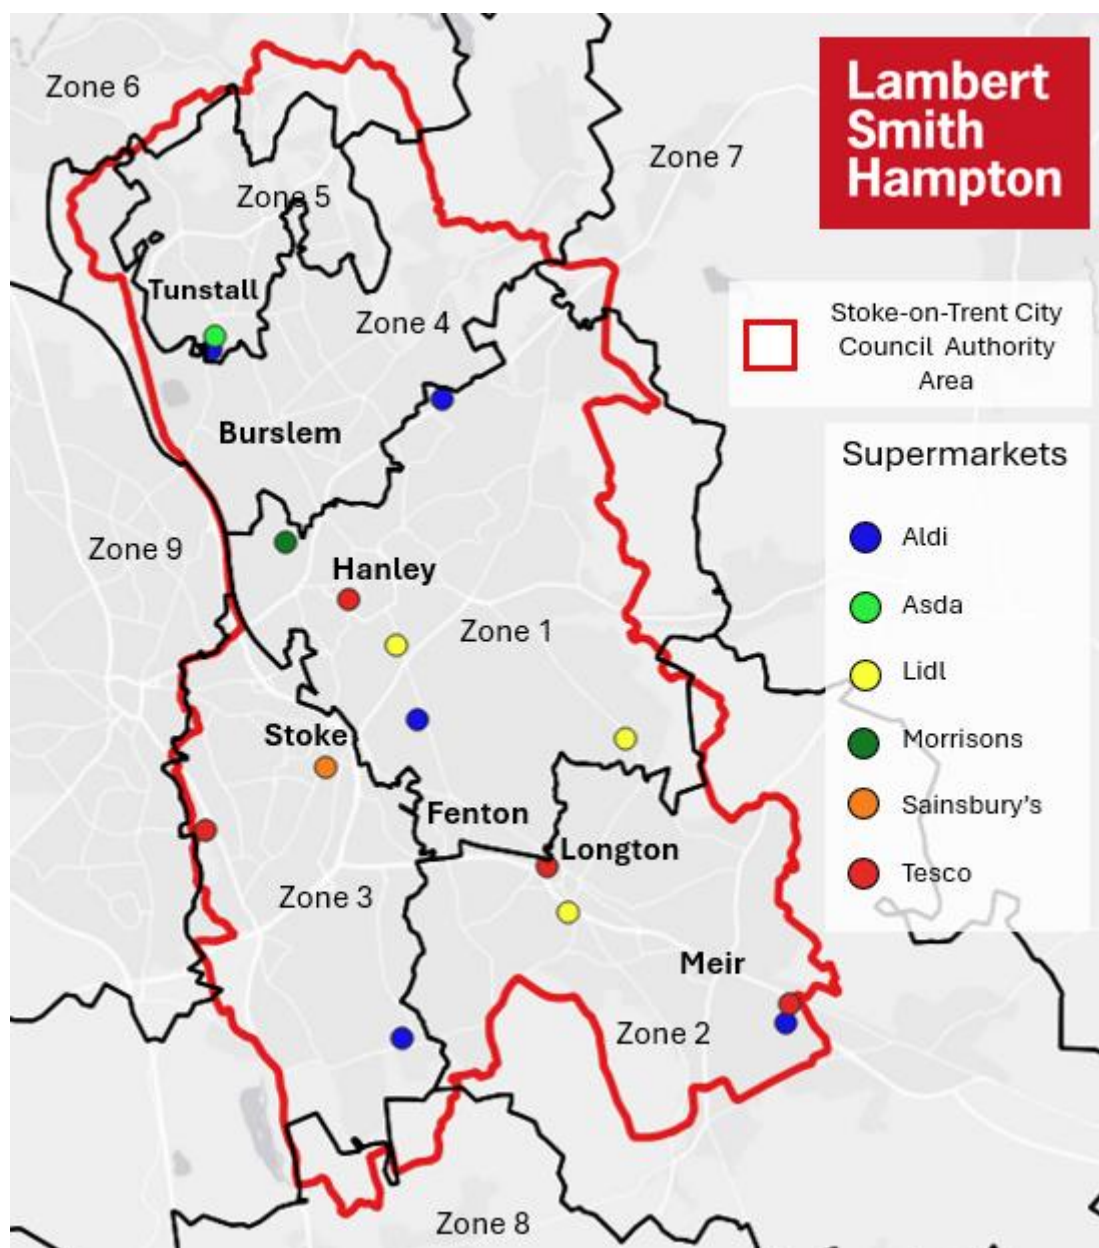 Zone 6
Lambert
Smith
Hampton
Zone 7
Zone 5
Tunstall
Zone 4
Stoke-on-Trent City
Council Authority
Area
Burslem
Supermarkets
Aldi
Asda
Lidl
Morrisons
Sainsbury's
Tesco
Zone 9
Hanley
Zone 1
Stoke
Fenton
Longton
Zone 3
Meir
Zone 2
Zone 8